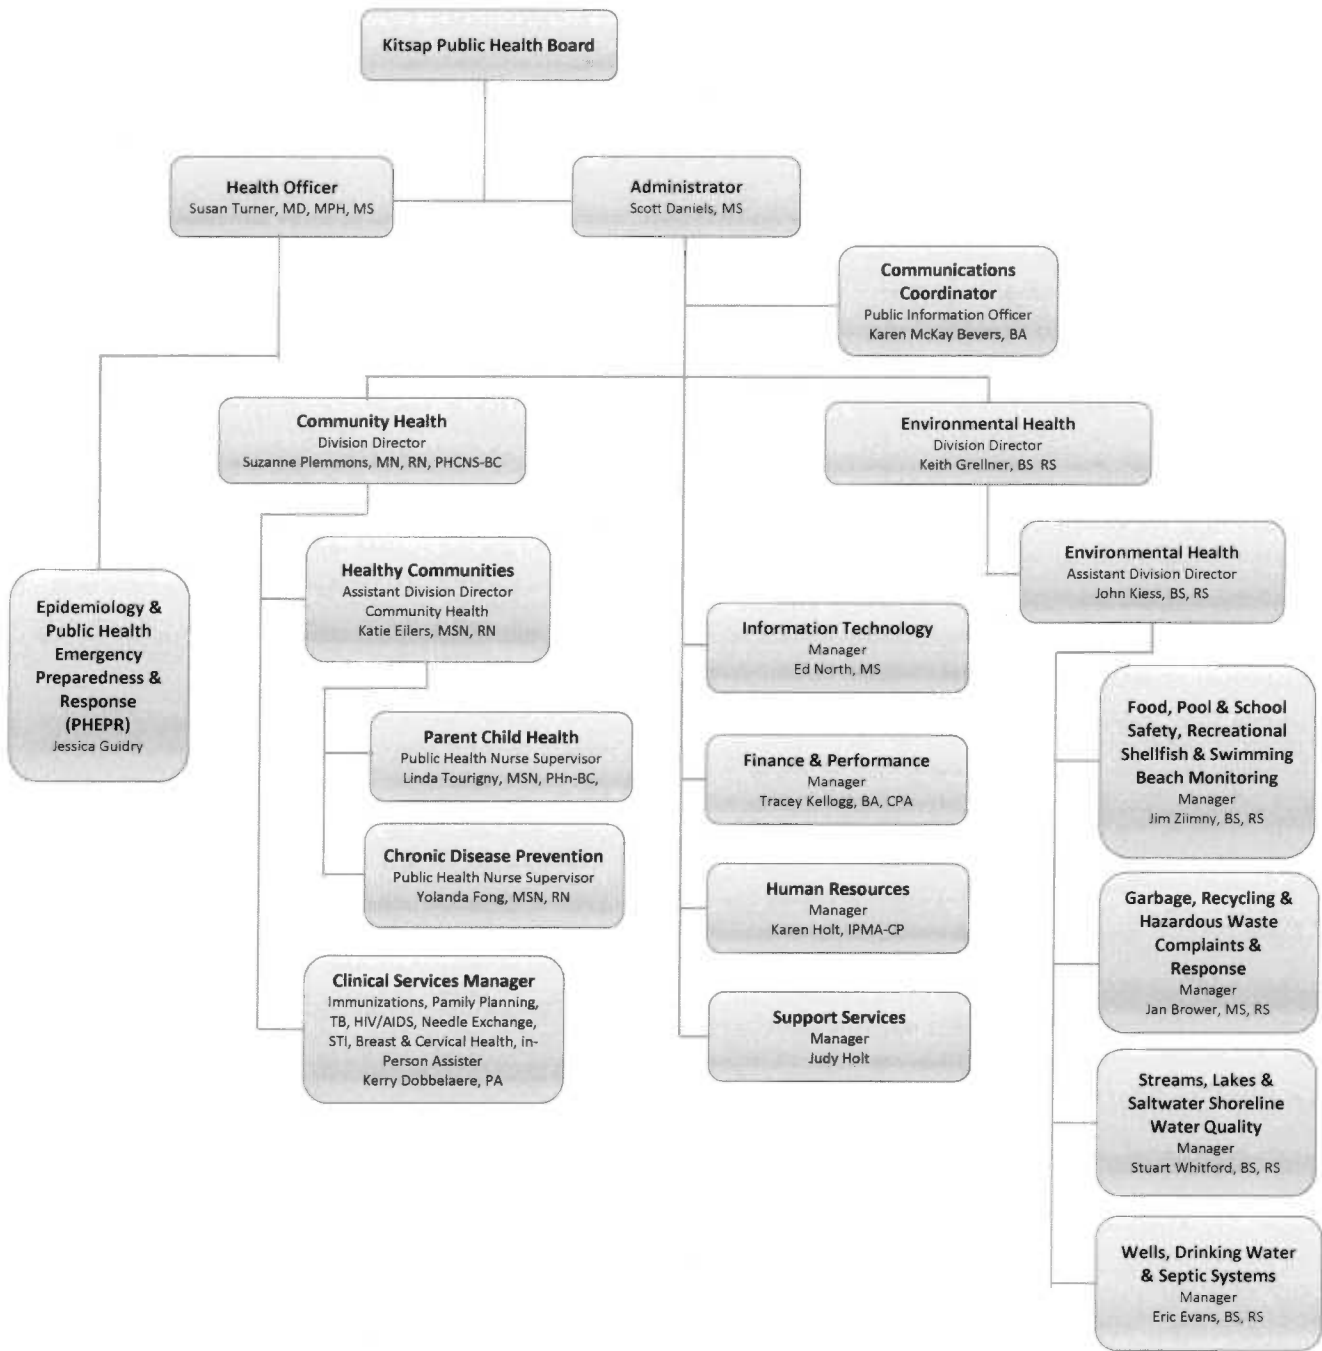 Kitsap Public Health Board
Health Officer
Susan Turner, MD, MPH, MS
Administrator
Scott Daniels, MS
Communications
Coordinator
Public Information Officer
Karen McKay Bevers, BA
Community Health
Division Director
Suzanne Plemmons, MN, RN, PHCNS-BC
Environmental Health
Division Director
Keith Grellner, BS RS
Healthy Communities
Assistant Division Director
Community Health
Katie Eilers, MSN, RN
Environmental Health
Assistant Division Director
John Kiess, BS, RS
Epidemiology &
Public Health
Emergency
Preparedness &
Response
(PHEPR)
Jessica Guidry
Parent Child Health
Public Health Nurse Supervisor
Linda Tourigny, MSN, PHn-BC,
Chronic Disease Prevention
Public Health Nurse Supervisor
Yolanda Fong, MSN, RN
Clinical Services Manager
Immunizations, Pamily Planning,
TB, HIV/AIDS, Needle Exchange,
STI, Breast & Cervical Health, in-
Person Assister
Kerry Dobbelaere, PA
Information Technology
Manager
Ed North, MS
Finance & Performance
Manager
Tracey Kellogg, BA, CPA
Human Resources
Manager
Karen Holt, IPMA-CP
Support Services
Manager
Judy Holt
Food, Pool & School
Safety, Recreational
Shellfish & Swimming
Beach Monitoring
Manager
Jim Ziimny, BS, RS
Garbage, Recycling &
Hazardous Waste
Complaints &
Response
Manager
Jan Brower, MS, RS
Streams, Lakes &
Saltwater Shoreline
Water Quality
Manager
Stuart Whitford, BS, RS
Wells, Drinking Water
& Septic Systems
Manager
Eric Evans, BS, RS